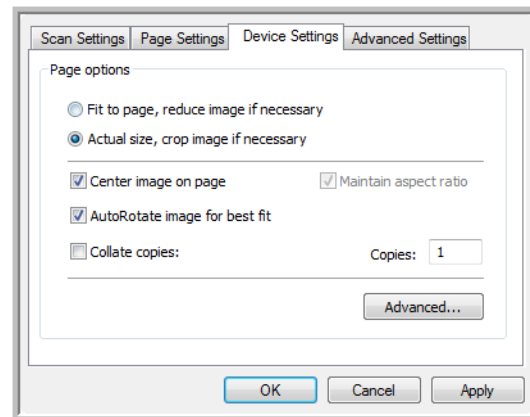 Scan Settings Page Settings Device Settings Advanced Settings
Page options
Fit to page, reduce image if necessary
Actual size, crop image if necessary
Center image on page Maintain aspect ratio
AutoRotate image for best fit
Collate copies: Copies: 1
Advanced...
OK Cancel Apply